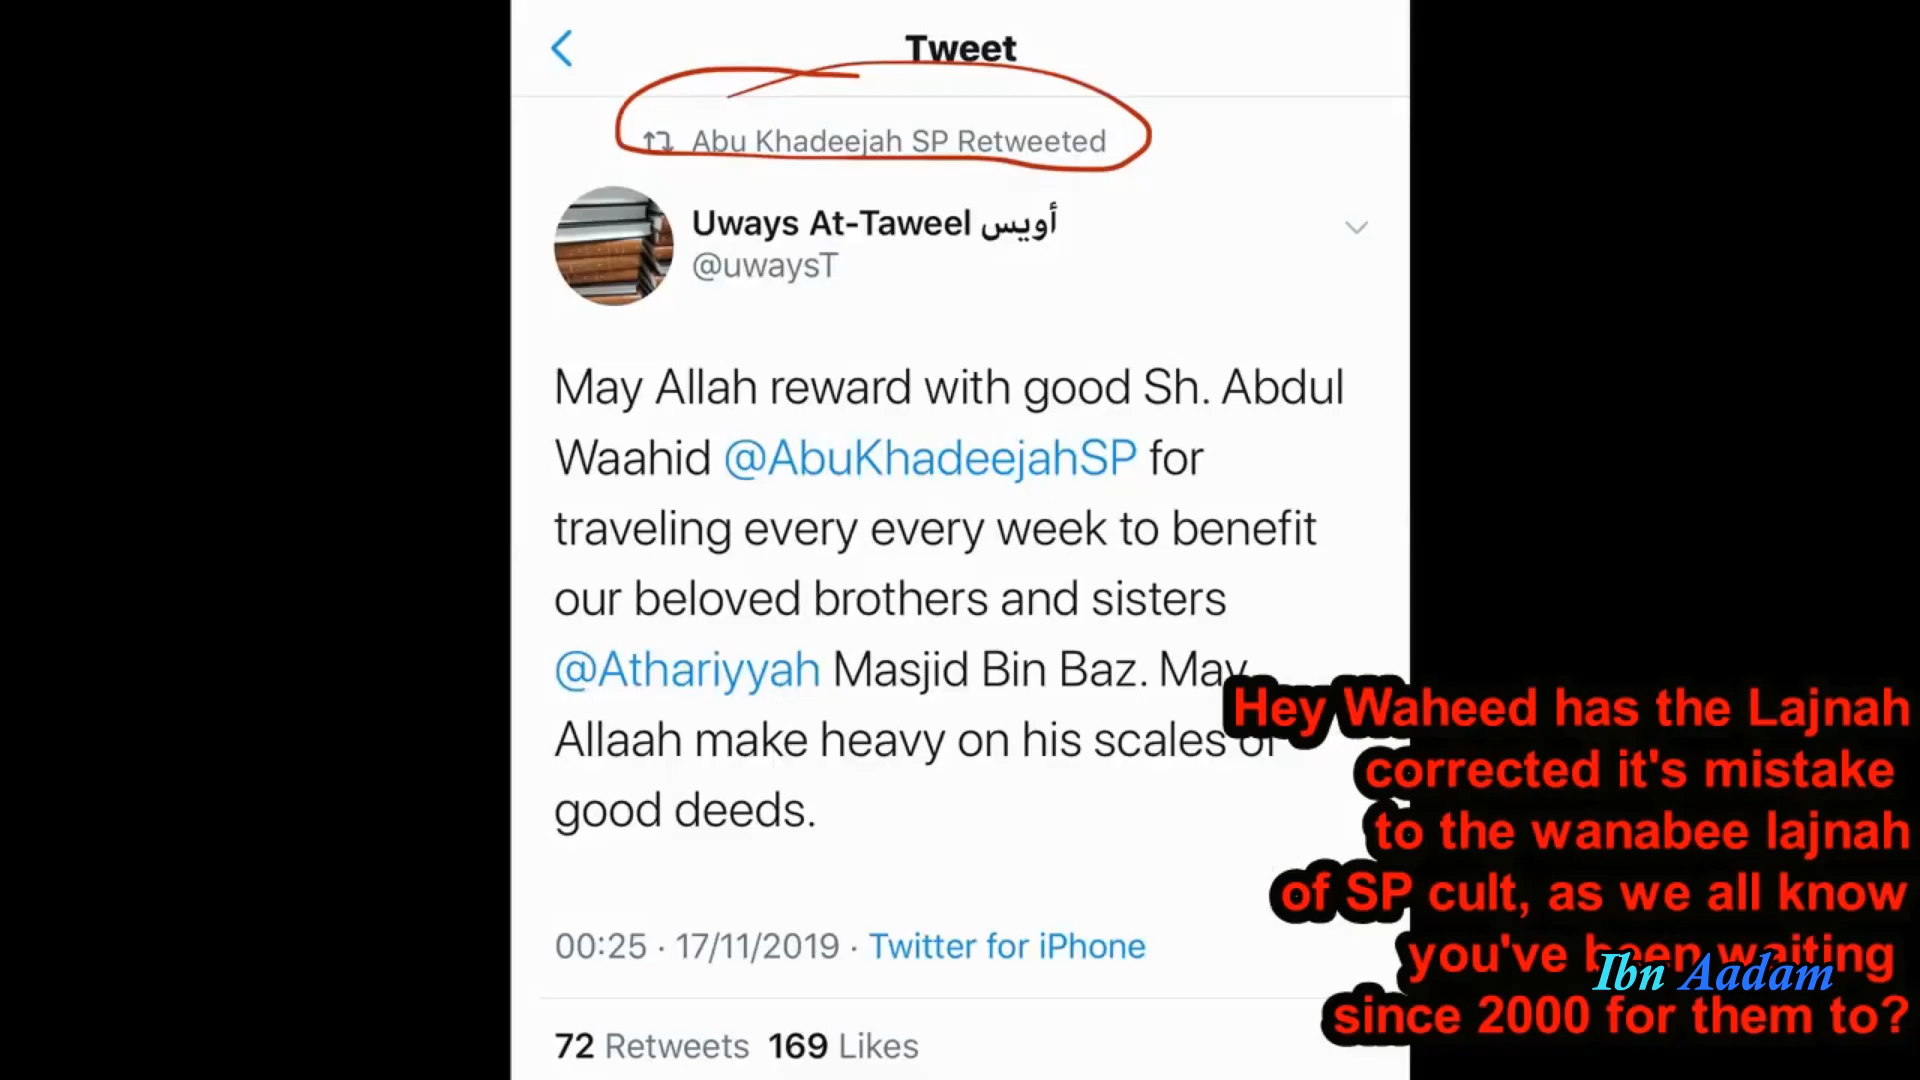 Tweet
Abu Khadeejah SP Retweeted
Uways At-Taweel أويس
@uwaysT
May Allah reward with good Sh. Abdul
Waahid @AbuKhadeejahSP for
traveling every every week to benefit
our beloved brothers and sisters
@Athariyyah Masjid Bin Baz. May
Allaah make heavy on his scales of
good deeds.
00:25 · 17/11/2019 · Twitter for iPhone
72 Retweets 169 Likes
Hey Waheed has the Lajnah
corrected it's mistake
to the wanabee lajnah
of SP cult, as we all know
you've been waiting
since 2000 for them to?
Ibn Aadam